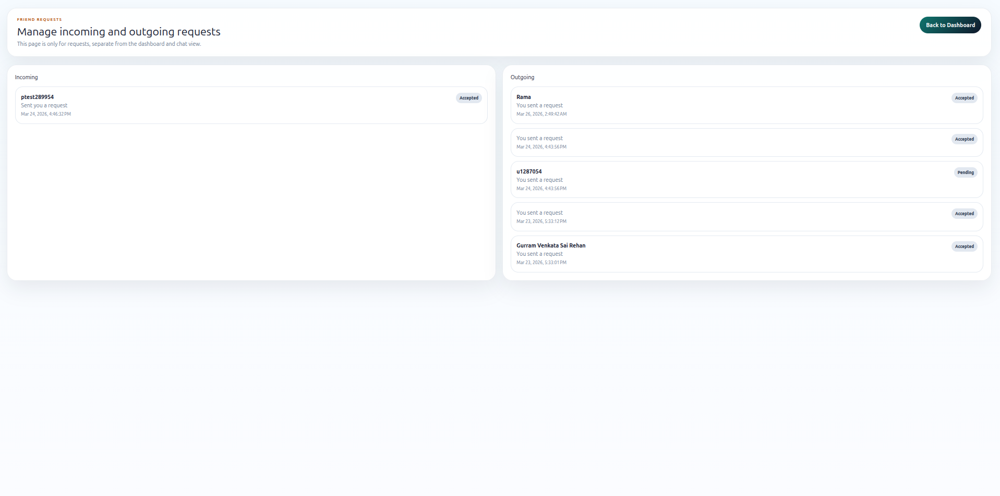 FRIEND REQUESTS
Manage incoming and outgoing requests
This page is only for requests, separate from the dashboard and chat view.
Back to Dashboard
Incoming
ptest289954
Sent you a request
Mar 24, 2026, 4:46:32 PM
Accepted
Outgoing
Rama
You sent a request
Mar 26, 2026, 2:49:42 AM
Accepted
You sent a request
Mar 24, 2026, 4:43:56 PM
Accepted
u1287054
You sent a request
Mar 24, 2026, 4:43:56 PM
Pending
You sent a request
Mar 23, 2026, 5:33:12 PM
Accepted
Gurram Venkata Sai Rehan
You sent a request
Mar 23, 2026, 5:33:01 PM
Accepted